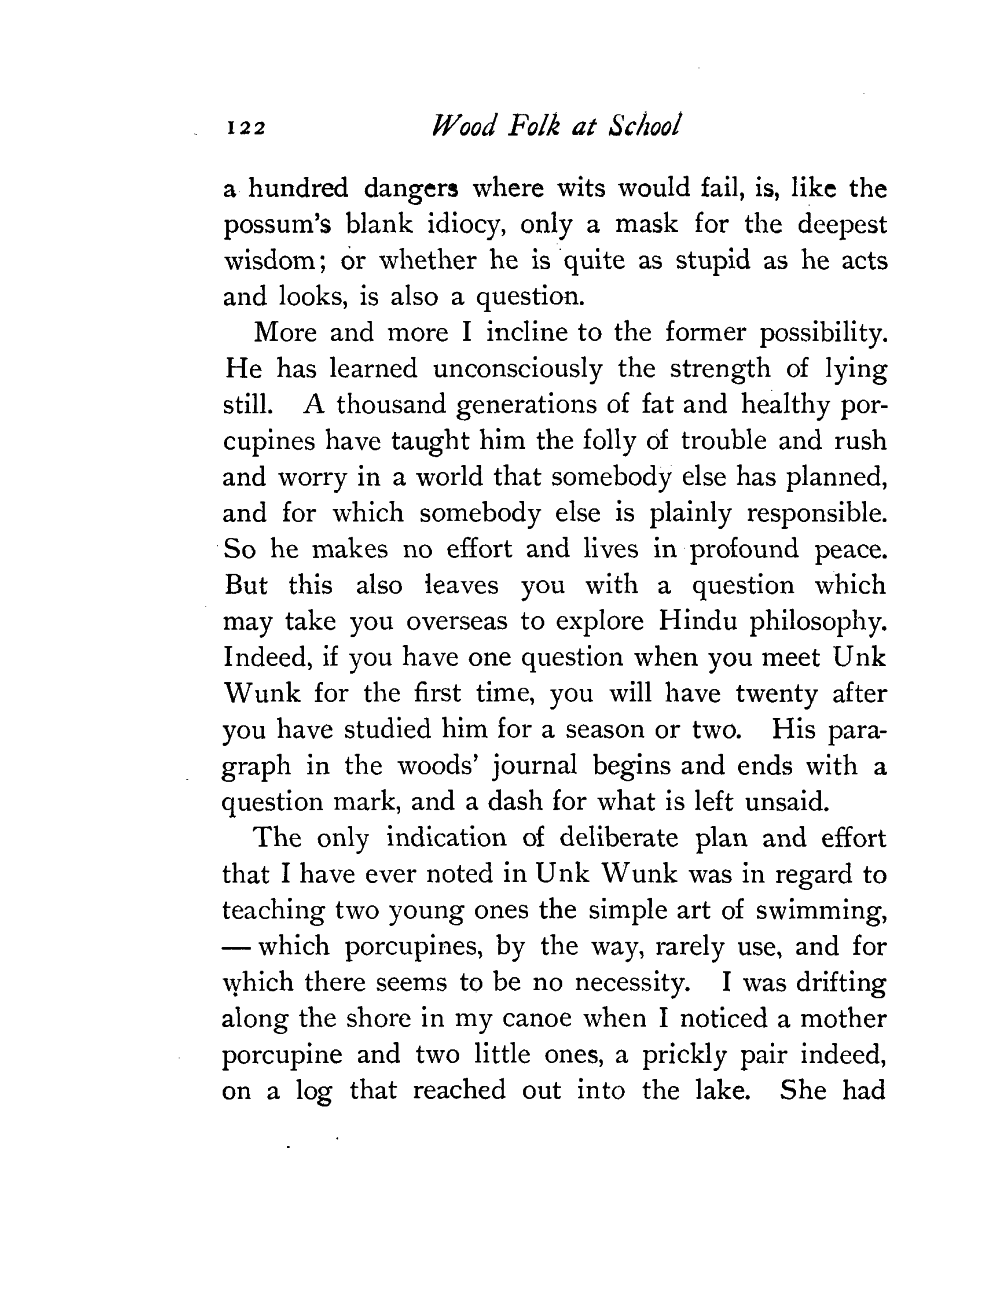 122 Wood Folk at School
a hundred dangers where wits would fail, is, like the
possum's blank idiocy, only a mask for the deepest
wisdom; or whether he is quite as stupid as he acts
and looks, is also a question.
More and more I incline to the former possibility.
He has learned unconsciously the strength of lying
still. A thousand generations of fat and healthy por-
cupines have taught him the folly of trouble and rush
and worry in a world that somebody else has planned,
and for which somebody else is plainly responsible.
So he makes no effort and lives in profound peace.
But this also leaves you with a question which
may take you overseas to explore Hindu philosophy.
Indeed, if you have one question when you meet Unk
Wunk for the first time, you will have twenty after
you have studied him for a season or two. His para-
graph in the woods' journal begins and ends with a
question mark, and a dash for what is left unsaid.
The only indication of deliberate plan and effort
that I have ever noted in Unk Wunk was in regard to
teaching two young ones the simple art of swimming,
— which porcupines, by the way, rarely use, and for
which there seems to be no necessity. I was drifting
along the shore in my canoe when I noticed a mother
porcupine and two little ones, a prickly pair indeed,
on a log that reached out into the lake. She had